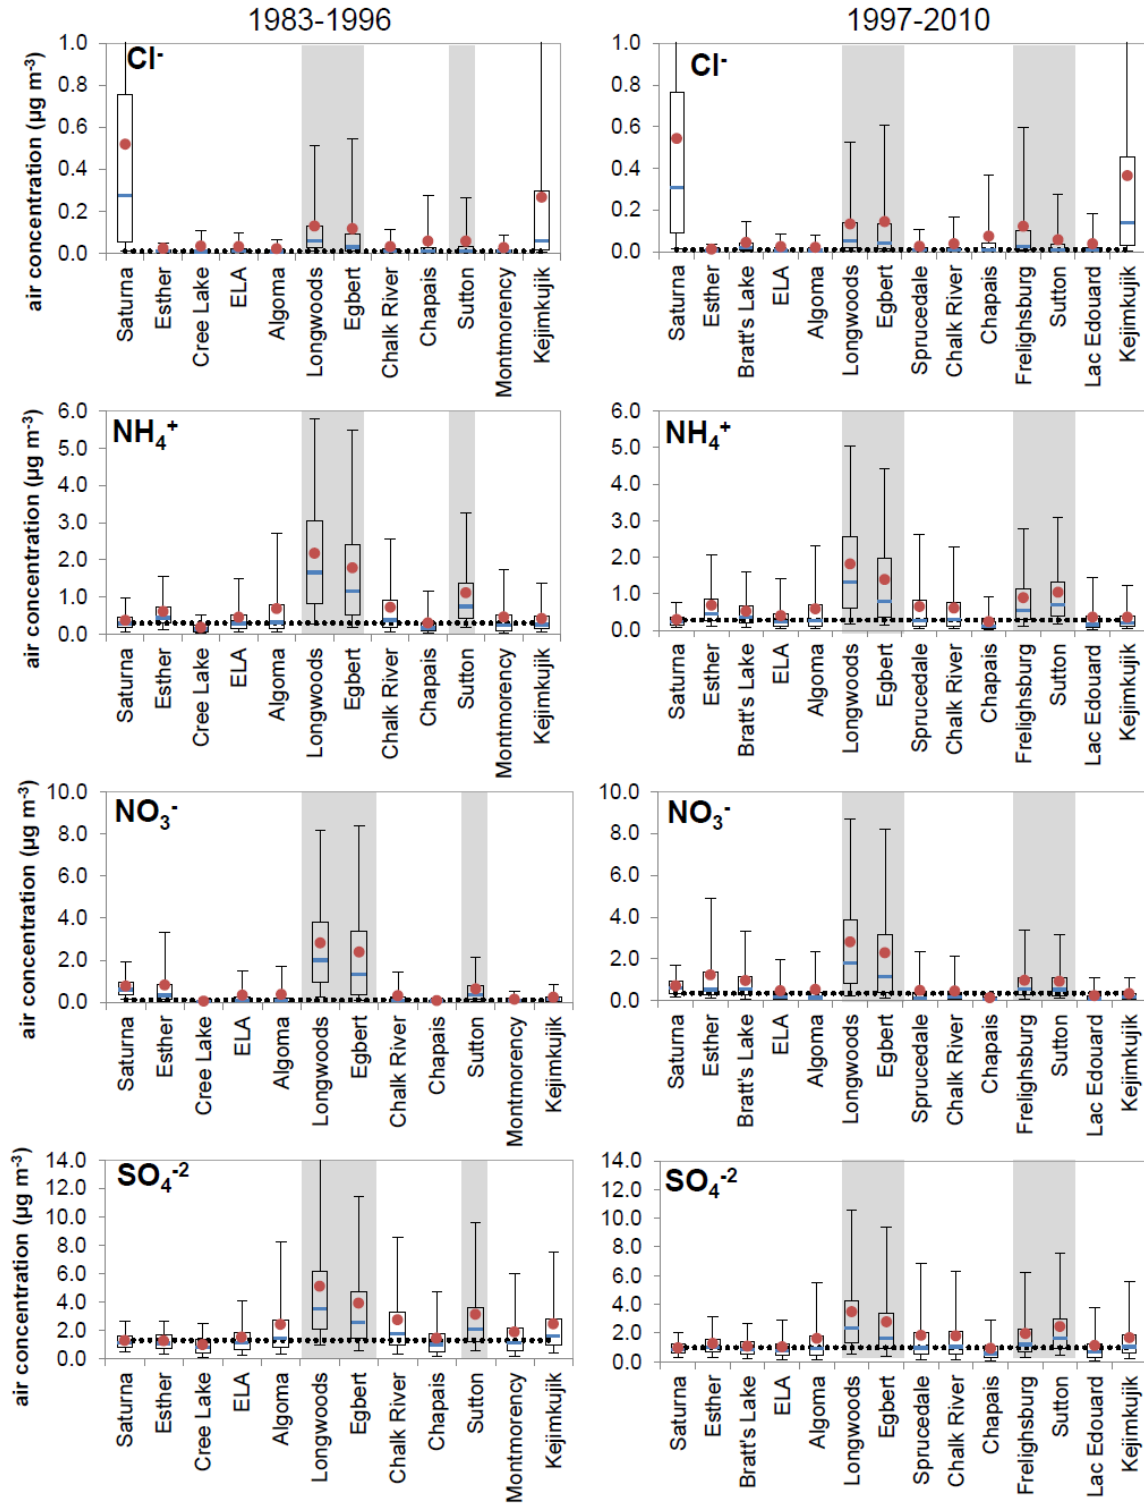 1983-1996
1997-2010
Cl-
air concentration (µg m-3)
1.0
0.8
0.6
0.4
0.2
0.0
Saturna
Esther
Cree Lake
ELA
Algoma
Longwoods
Egbert
Chalk River
Chapais
Sutton
Montmorency
Kejimkujik
Cl-
1.0
0.8
0.6
0.4
0.2
0.0
Saturna
Esther
Bratt's Lake
ELA
Algoma
Longwoods
Egbert
Sprucedale
Chalk River
Chapais
Frelighsburg
Sutton
Lac Edouard
Kejimkujik
NH4+
air concentration (µg m-3)
6.0
5.0
4.0
3.0
2.0
1.0
0.0
Saturna
Esther
Cree Lake
ELA
Algoma
Longwoods
Egbert
Chalk River
Chapais
Sutton
Montmorency
Kejimkujik
NH4+
6.0
5.0
4.0
3.0
2.0
1.0
0.0
Saturna
Esther
Bratt's Lake
ELA
Algoma
Longwoods
Egbert
Sprucedale
Chalk River
Chapais
Frelighsburg
Sutton
Lac Edouard
Kejimkujik
NO3-
air concentration (µg m-3)
10.0
8.0
6.0
4.0
2.0
0.0
Saturna
Esther
Cree Lake
ELA
Algoma
Longwoods
Egbert
Chalk River
Chapais
Sutton
Montmorency
Kejimkujik
NO3-
10.0
8.0
6.0
4.0
2.0
0.0
Saturna
Esther
Bratt's Lake
ELA
Algoma
Longwoods
Egbert
Sprucedale
Chalk River
Chapais
Frelighsburg
Sutton
Lac Edouard
Kejimkujik
SO4-2
air concentration (µg m-3)
14.0
12.0
10.0
8.0
6.0
4.0
2.0
0.0
Saturna
Esther
Cree Lake
ELA
Algoma
Longwoods
Egbert
Chalk River
Chapais
Sutton
Montmorency
Kejimkujik
SO4-2
14.0
12.0
10.0
8.0
6.0
4.0
2.0
0.0
Saturna
Esther
Bratt's Lake
ELA
Algoma
Longwoods
Egbert
Sprucedale
Chalk River
Chapais
Frelighsburg
Sutton
Lac Edouard
Kejimkujik